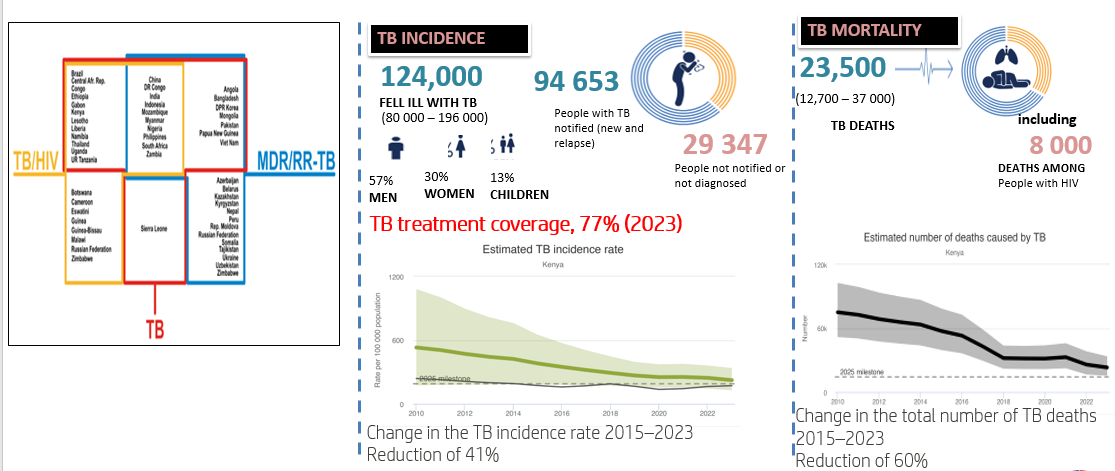 Brazil
Central Afr. Rep.
Congo
Ethiopia
Gabon
Kenya
Lesotho
Liberia
Namibia
Thailand
Uganda
UR Tanzania
China
DR Congo
India
Indonesia
Mozambique
Myanmar
Nigeria
Philippines
South Africa
Zambia
Angola
Bangladesh
DPR Korea
Mongolia
Pakistan
Papua New Guinea
Viet Nam
TB/HIV
MDR/RR-TB
Botswana
Cameroon
Eswatini
Guinea
Guinea-Bissau
Malawi
Russian Federation
Zimbabwe
Sierra Leone
Azerbaijan
Belarus
Kazakhstan
Kyrgyzstan
Nepal
Peru
Rep. Moldova
Russian Federation
Somalia
Tajikistan
Ukraine
Uzbekistan
Zimbabwe
TB
TB INCIDENCE
124,000
FELL ILL WITH TB
(80 000 – 196 000)
94 653
People with TB
notified (new and
relapse)
29 347
People not notified or
not diagnosed
57%
MEN
30%
WOMEN
13%
CHILDREN
TB treatment coverage, 77% (2023)
Estimated TB incidence rate
Kenya
Rate per 100 000 population
1200
600
0
2025 milestone
2010
2012
2014
2016
2018
2020
2022
Change in the TB incidence rate 2015–2023
Reduction of 41%
TB MORTALITY
23,500
(12,700 – 37 000)
TB DEATHS
including
8 000
DEATHS AMONG
People with HIV
Estimated number of deaths caused by TB
Kenya
Number
120k
60k
0
2025 milestone
2010
2012
2014
2016
2018
2020
2022
Change in the total number of TB deaths
2015–2023
Reduction of 60%